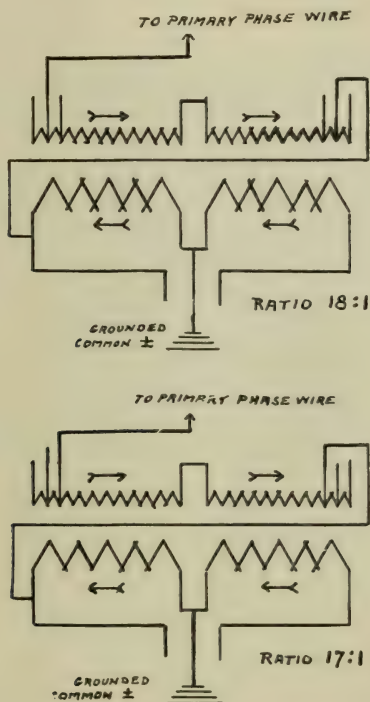 TO PRIMARY PHASE WIRE
RATIO 18:1
GROUNDED
COMMON ±
TO PRIMARY PHASE WIRE
RATIO 17:1
GROUNDED
COMMON ±